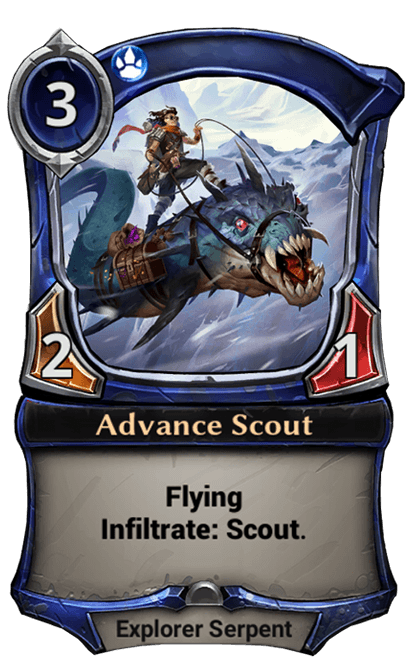 3
2
1
Advance Scout
Flying
Infiltrate: Scout.
Explorer Serpent